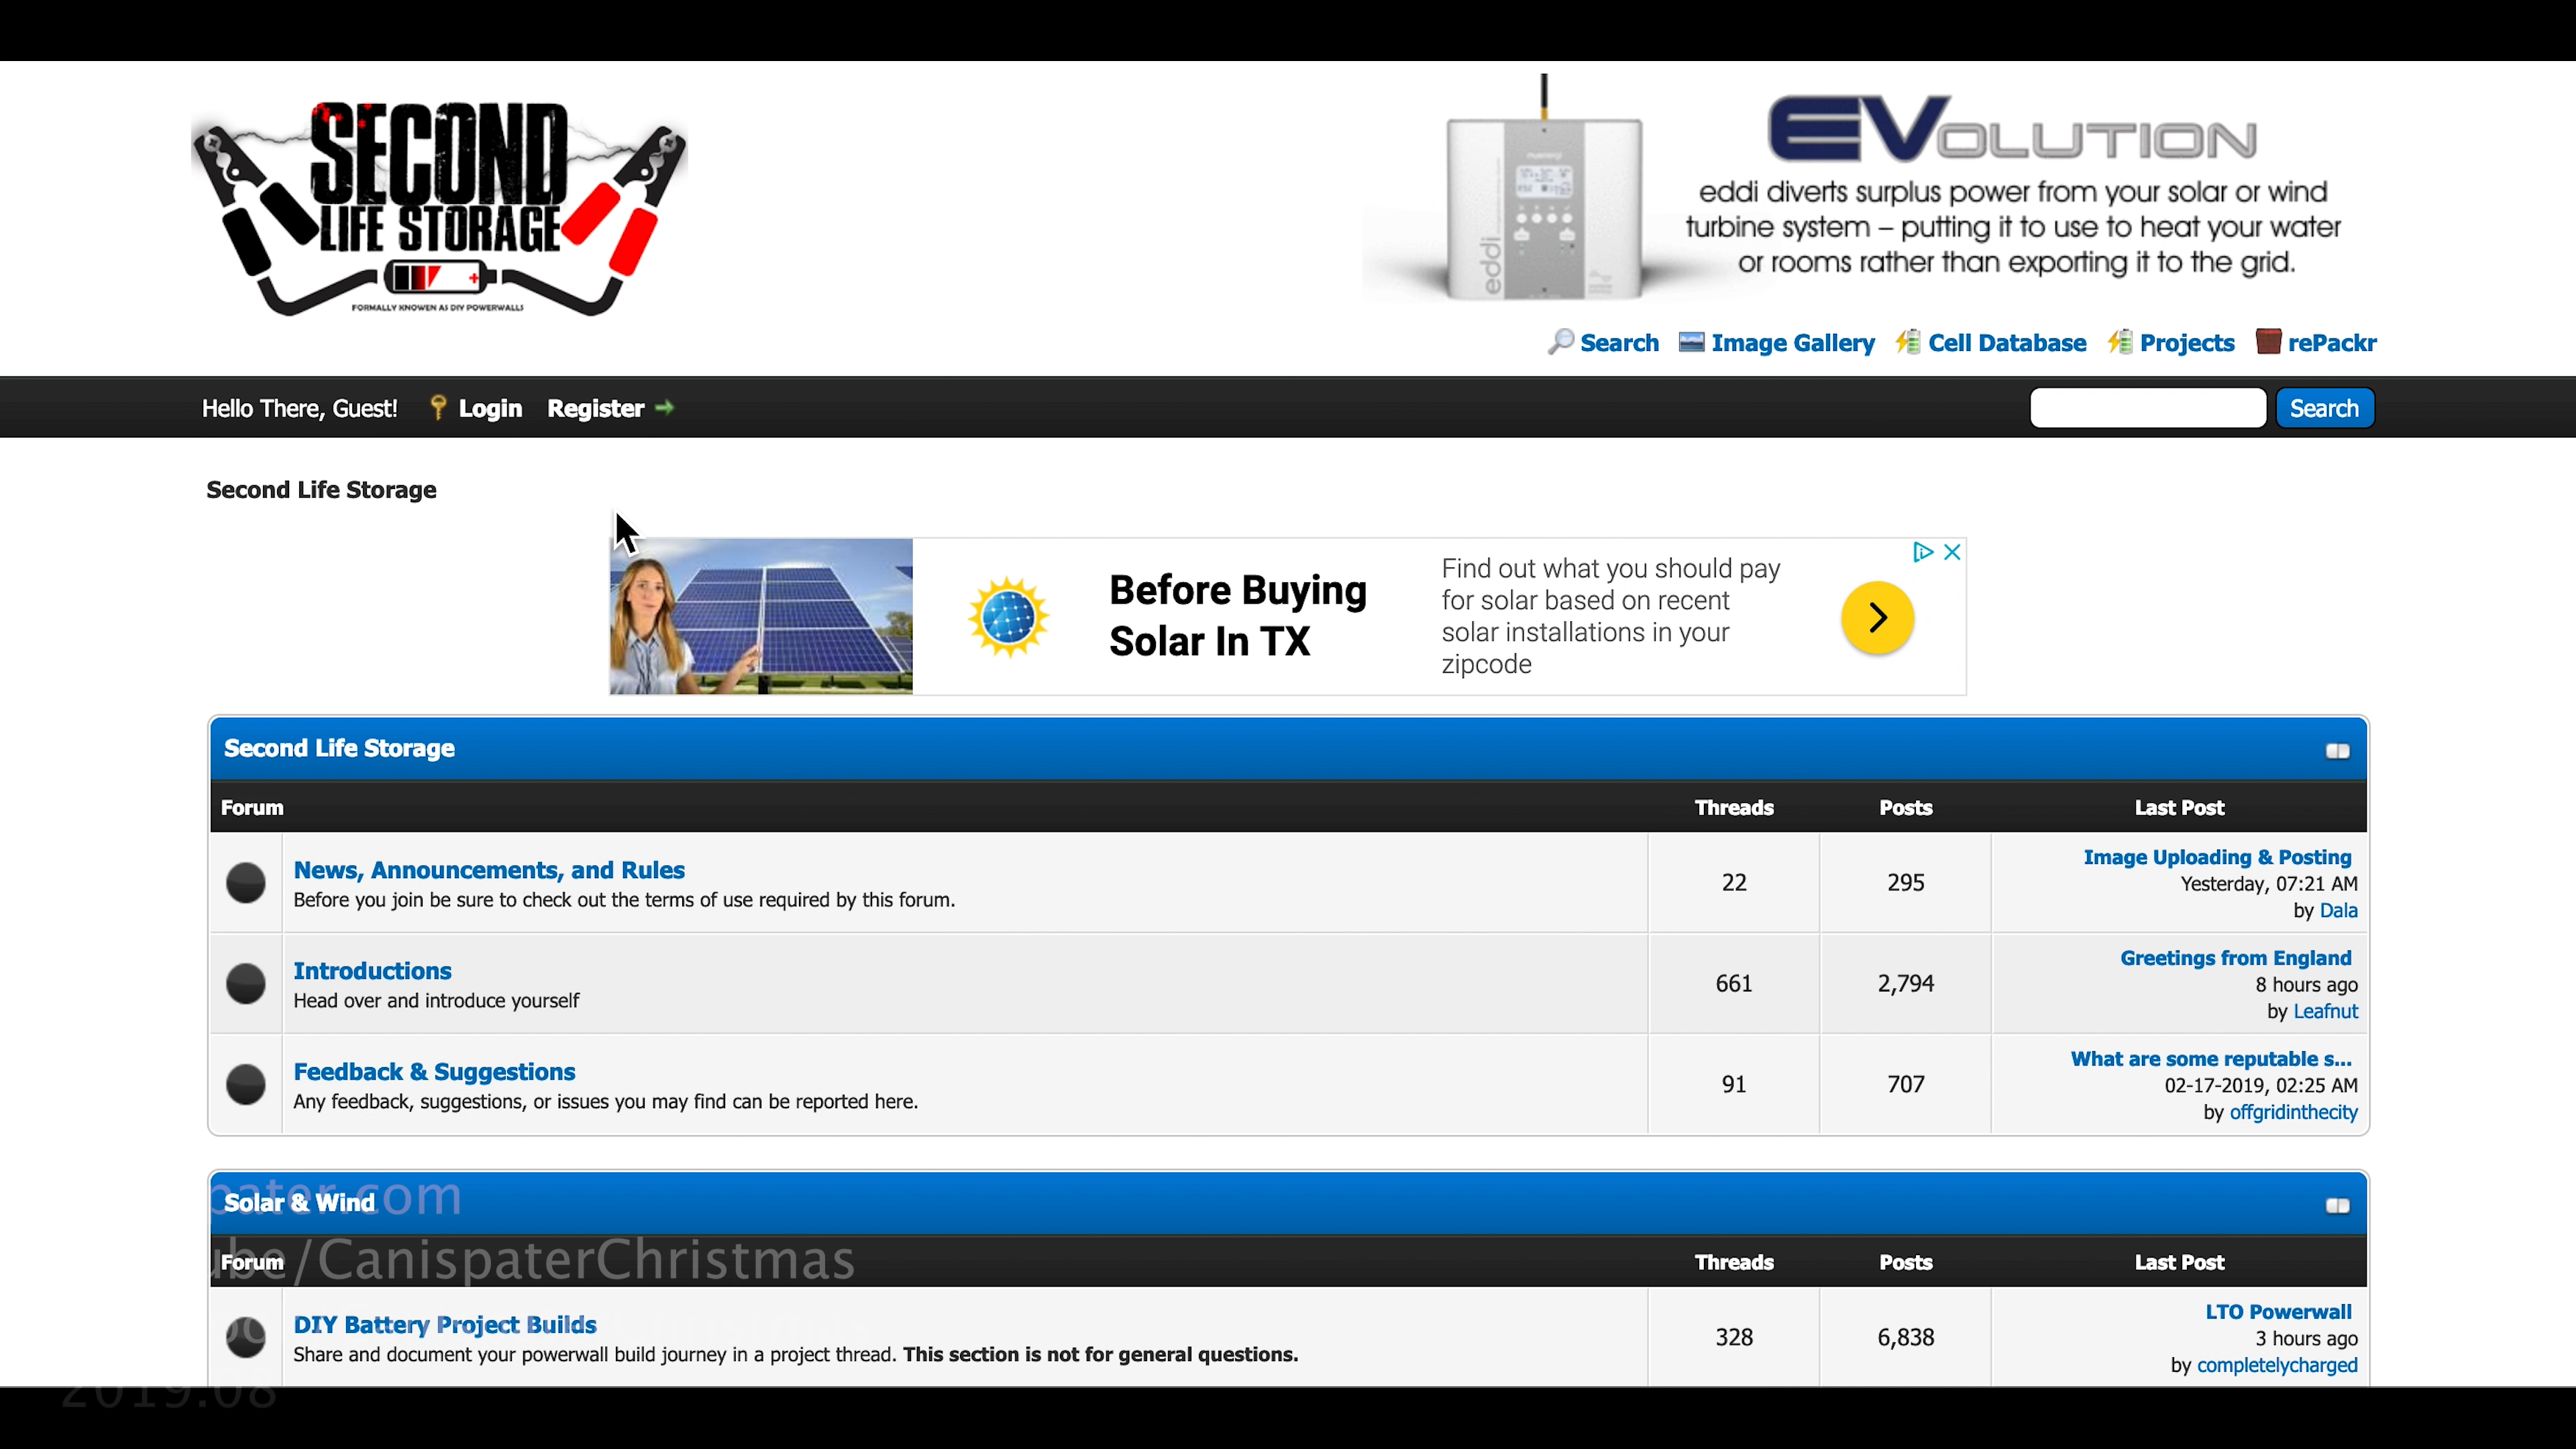 SECOND
LIFE STORAGE
FORMALLY KNOWEN AS DIY POWERWALLS
EVOLUTION
eddi diverts surplus power from your solar or wind
turbine system – putting it to use to heat your water
or rooms rather than exporting it to the grid.
eddi
Search Image Gallery Cell Database Projects rePackr
Hello There, Guest! Login Register Search
Second Life Storage
Before Buying
Solar In TX
Find out what you should pay
for solar based on recent
solar installations in your
zipcode
Second Life Storage
Forum Threads Posts Last Post
News, Announcements, and Rules
Before you join be sure to check out the terms of use required by this forum.
22 295
Image Uploading & Posting
Yesterday, 07:21 AM
by Dala
Introductions
Head over and introduce yourself
661 2,794
Greetings from England
8 hours ago
by Leafnut
Feedback & Suggestions
Any feedback, suggestions, or issues you may find can be reported here.
91 707
What are some reputable s...
02-17-2019, 02:25 AM
by offgridinthecity
Solar & Wind
pater.com
Forum Threads Posts Last Post
ube/CanispaterChristmas
DIY Battery Project Builds
Share and document your powerwall build journey in a project thread. This section is not for general questions.
328 6,838
LTO Powerwall
3 hours ago
by completelycharged
2019.08